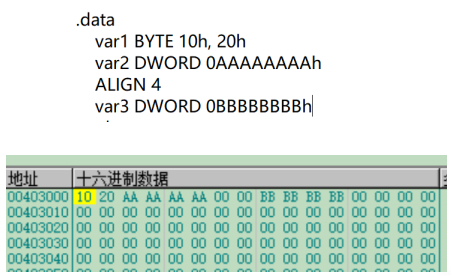 .data
var1 BYTE 10h, 20h
var2 DWORD 0AAAAAAAAh
ALIGN 4
var3 DWORD 0BBBBBBBBh
地址 十六进制数据
00403000 10 20 AA AA AA AA 00 00 BB BB BB BB 00 00 00 00
00403010 00 00 00 00 00 00 00 00 00 00 00 00 00 00 00 00
00403020 00 00 00 00 00 00 00 00 00 00 00 00 00 00 00 00
00403030 00 00 00 00 00 00 00 00 00 00 00 00 00 00 00 00
00403040 00 00 00 00 00 00 00 00 00 00 00 00 00 00 00 00